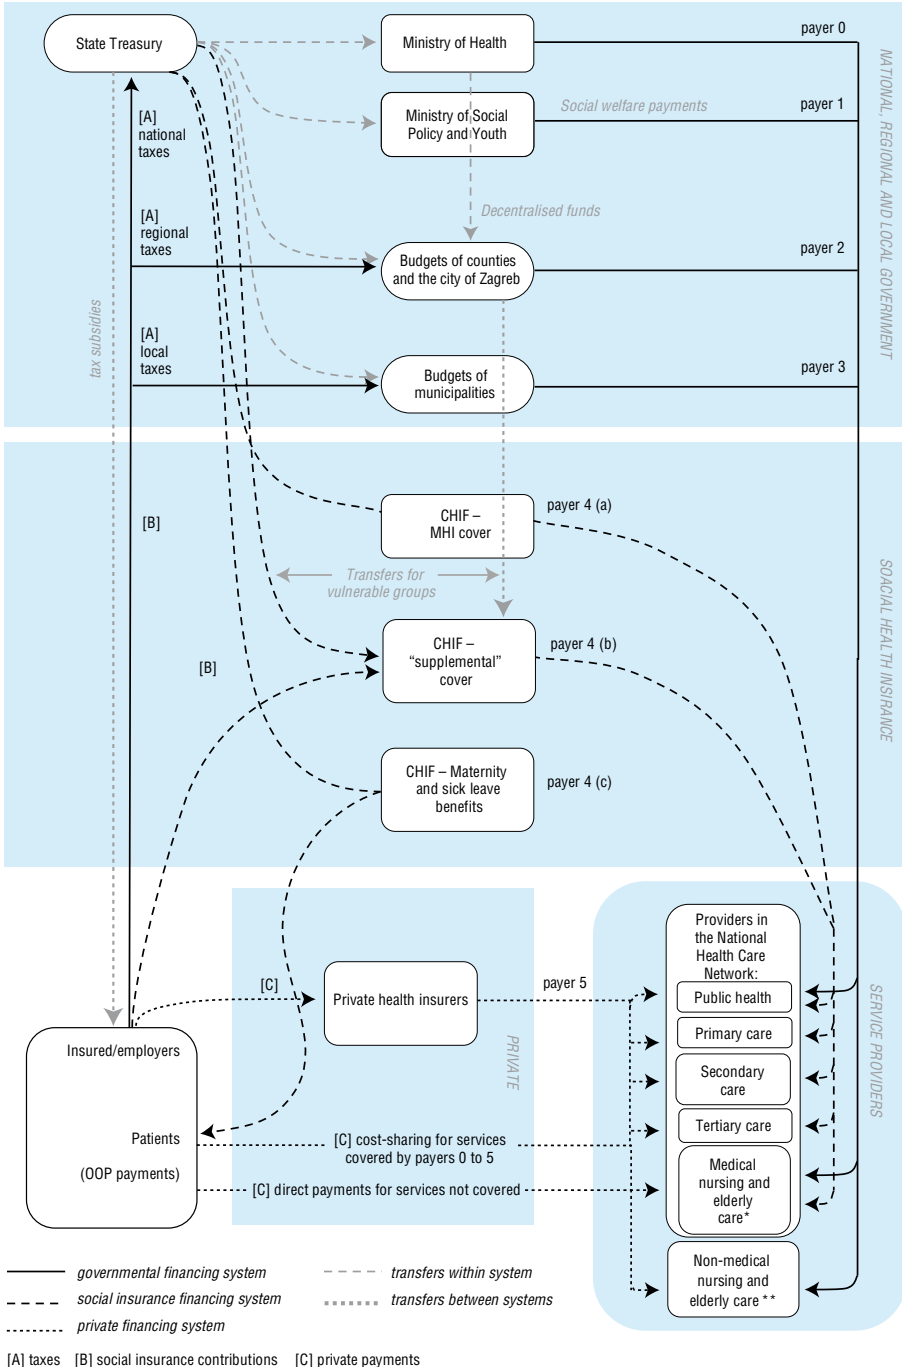 State Treasury
Ministry of Health
payer 0
Social welfare payments
payer 1
Ministry of Social
Policy and Youth
[A]
national
taxes
Decentralised funds
[A]
regional
taxes
Budgets of counties
and the city of Zagreb
payer 2
tax subsidies
[A]
local
taxes
Budgets of
municipalities
payer 3
NATIONAL, REGIONAL AND LOCAL GOVERNMENT
[B]
CHIF –
MHI cover
payer 4 (a)
Transfers for
vulnerable groups
[B]
CHIF –
“supplemental”
cover
payer 4 (b)
CHIF – Maternity
and sick leave
benefits
payer 4 (c)
SOACIAL HEALTH INSIRANCE
[C]
Private health insurers
payer 5
PRIVATE
Providers in
the National
Health Care
Network:
Public health
Primary care
Secondary
care
Tertiary care
Medical
nursing and
elderly
care*
Non-medical
nursing and
elderly care **
SERVICE PROVIDERS
Insured/employers
Patients
(OOP payments)
[C] cost-sharing for services
covered by payers 0 to 5
[C] direct payments for services not covered
governmental financing system
transfers within system
social insurance financing system
transfers between systems
private financing system
[A] taxes [B] social insurance contributions [C] private payments